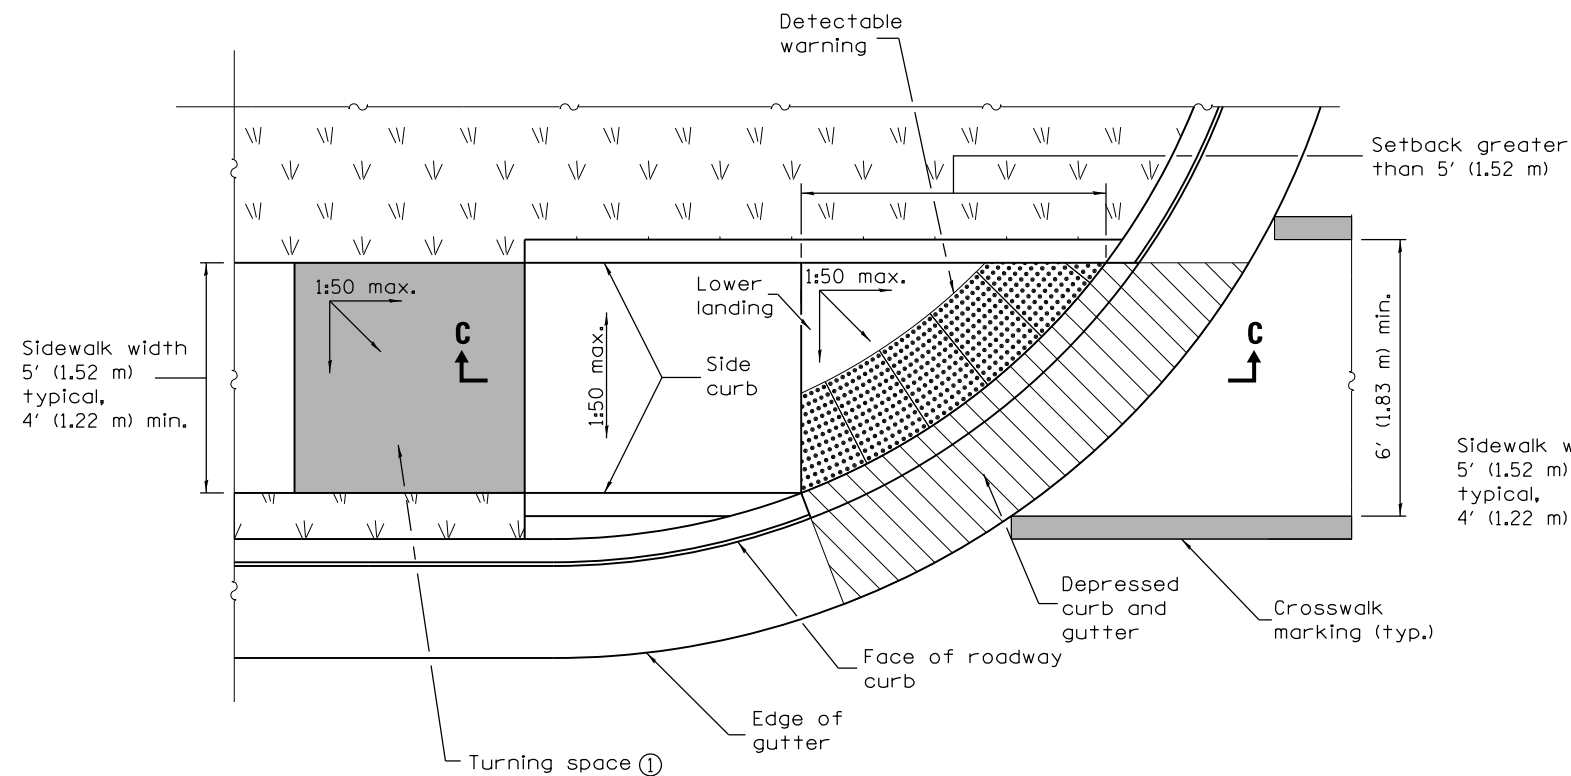 Detectable
warning
Setback greater
than 5' (1.52 m)
1:50 max.
Lower
landing
1:50 max.
C
C
Sidewalk width
5' (1.52 m)
typical,
4' (1.22 m) min.
1:50 max.
Side
curb
6' (1.83 m) min.
Sidewalk w
5' (1.52 m)
typical,
4' (1.22 m)
Depressed
curb and
gutter
Crosswalk
marking (typ.)
Face of roadway
curb
Edge of
gutter
Turning space ①